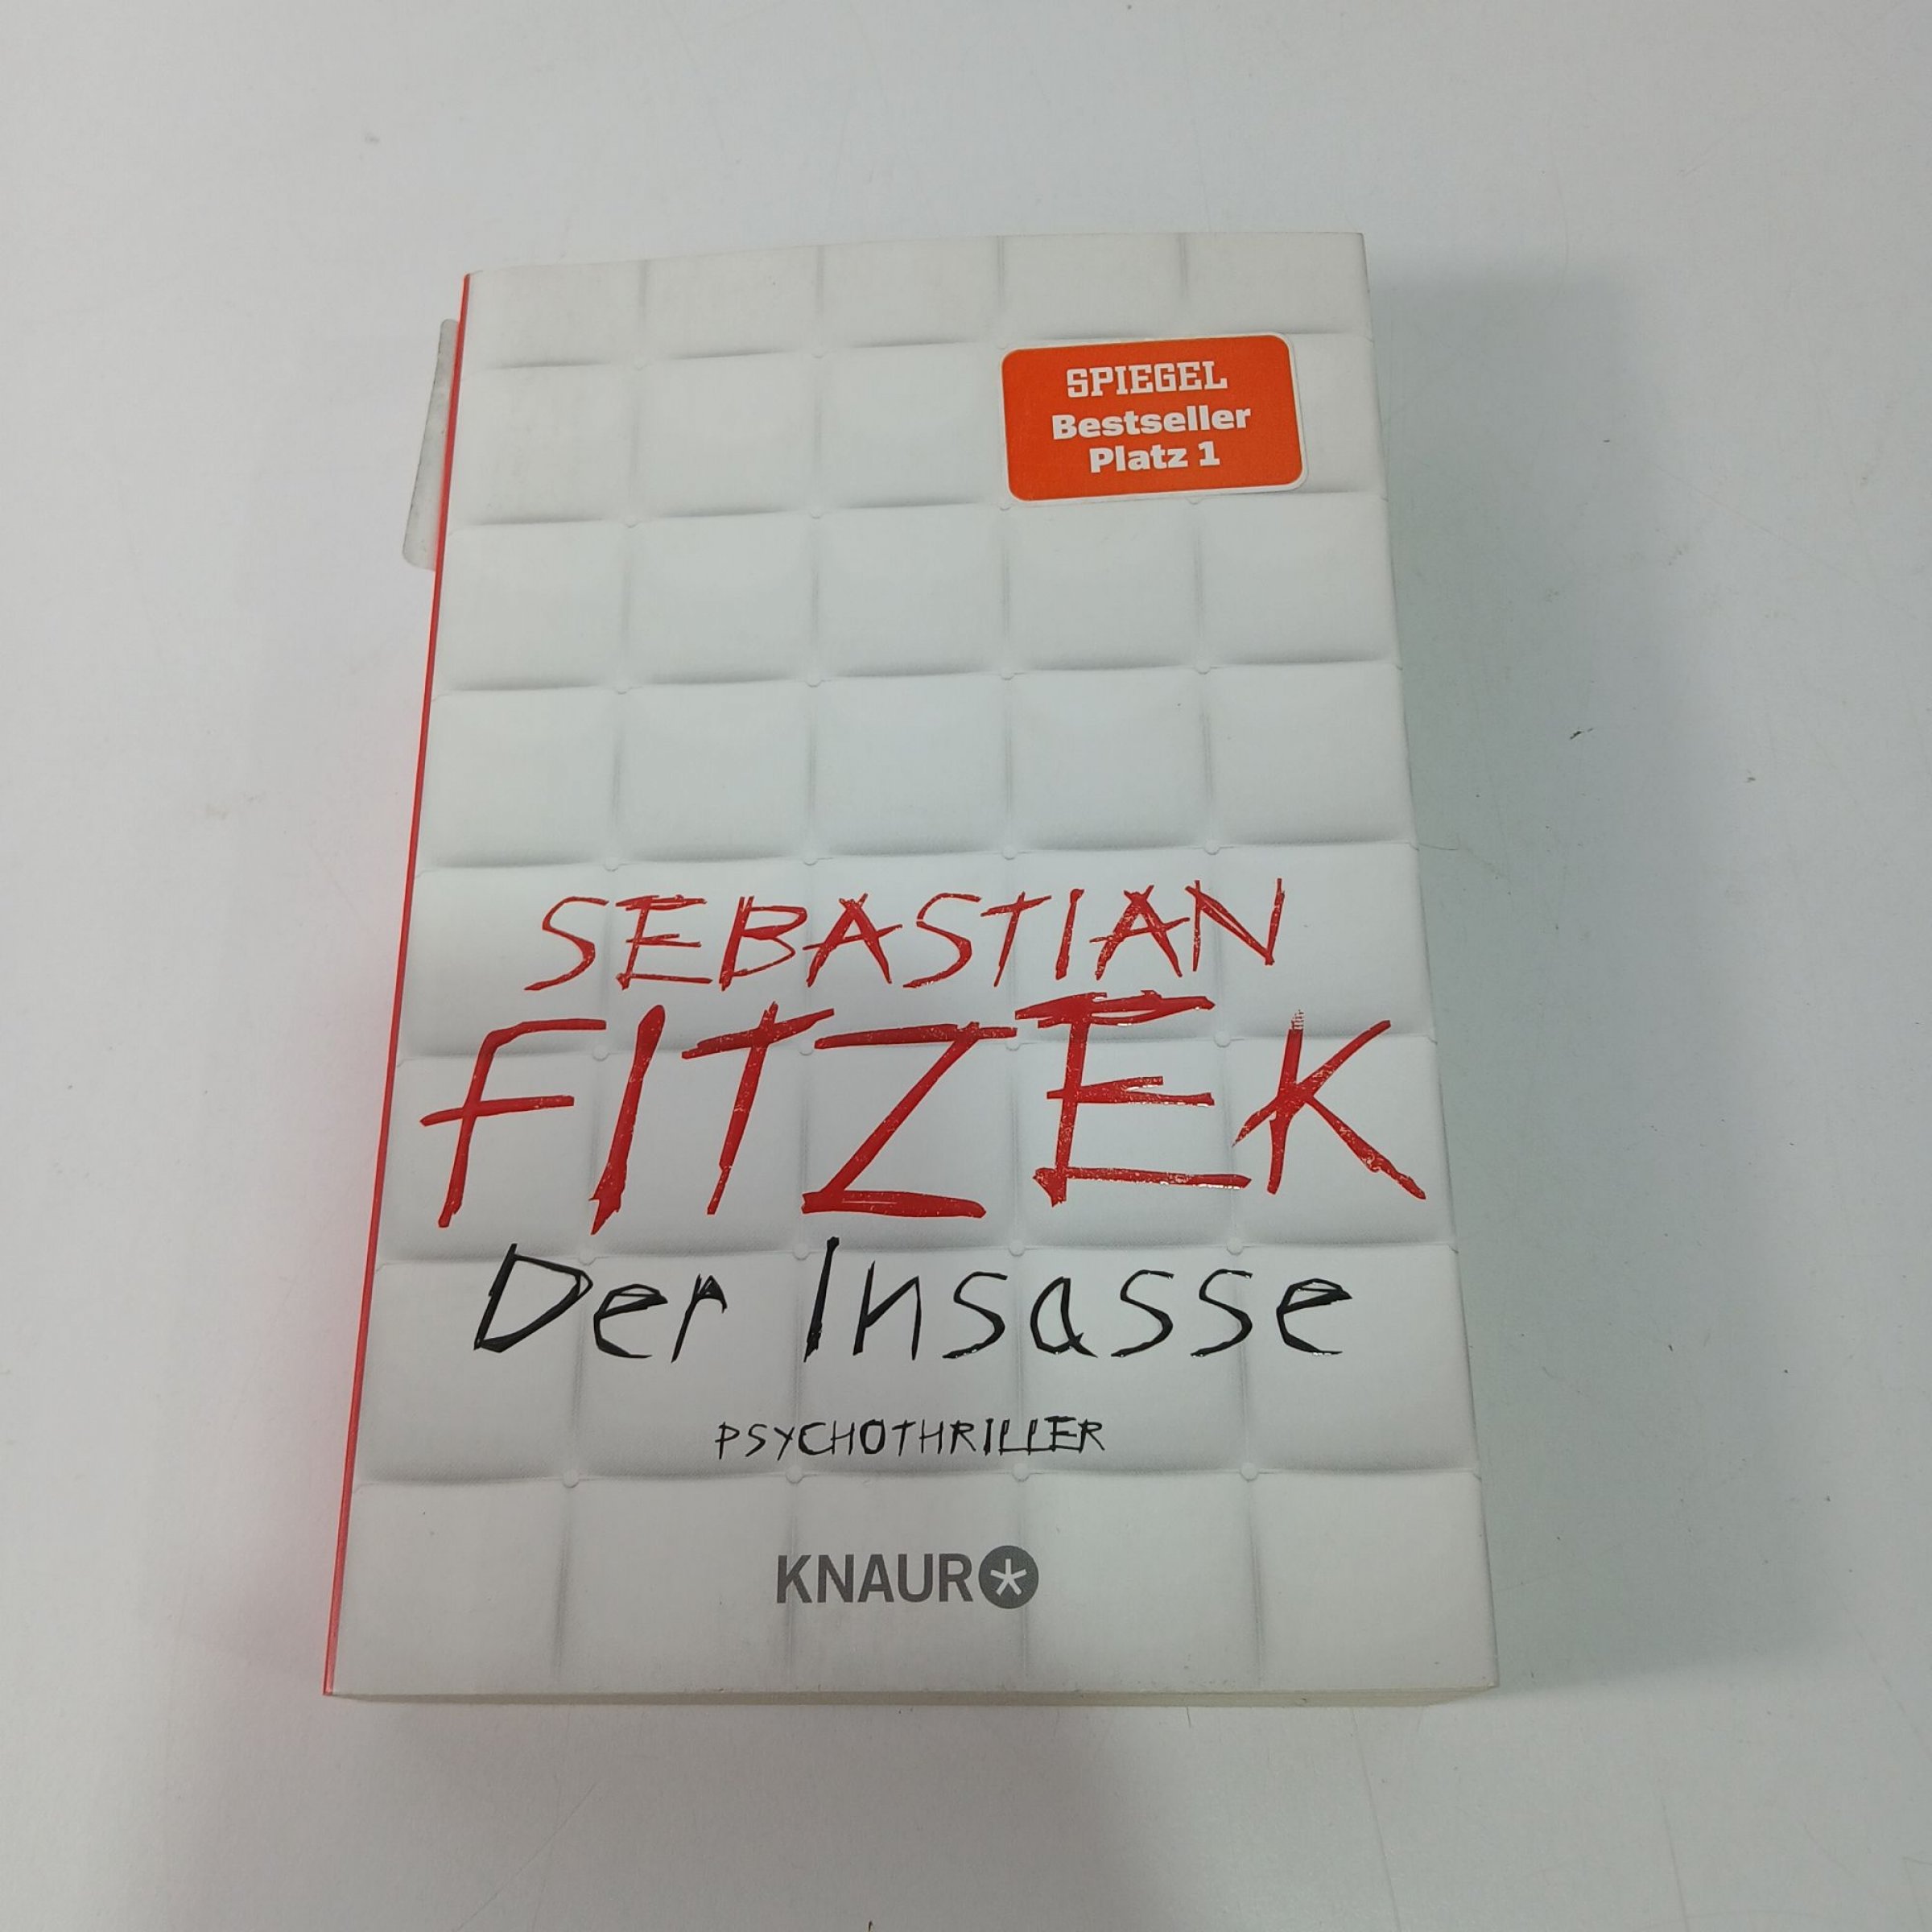 SPIEGEL
Bestseller
Platz 1
SEBASTIAN
FITZEK
Der Insasse
PSYCHOTHRILLER
KNAUR